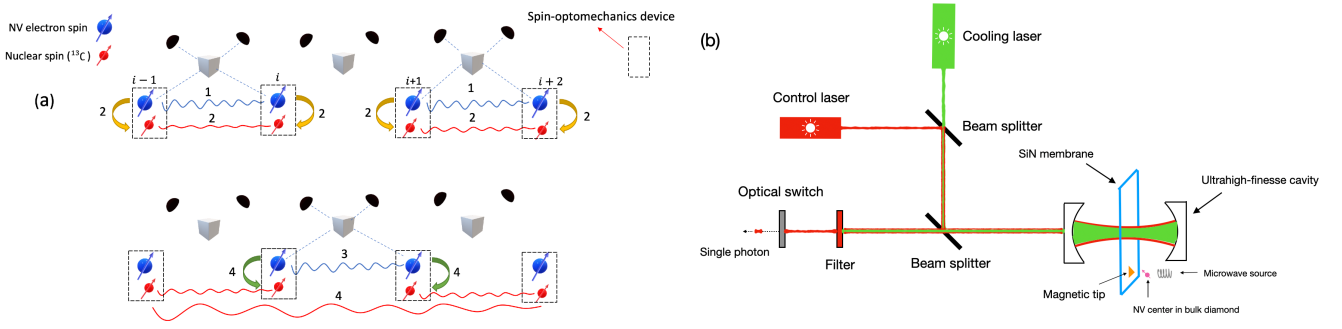 NV electron spin
Nuclear spin (¹³C)
Spin-optomechanics device
(a)
i − 1
i
i+1
i + 2
1
1
2
2
2
2
2
2
3
4
4
4
(b)
Cooling laser
Control laser
Beam splitter
SiN membrane
Ultrahigh-finesse cavity
Optical switch
Single photon
Filter
Beam splitter
Magnetic tip
Microwave source
NV center in bulk diamond